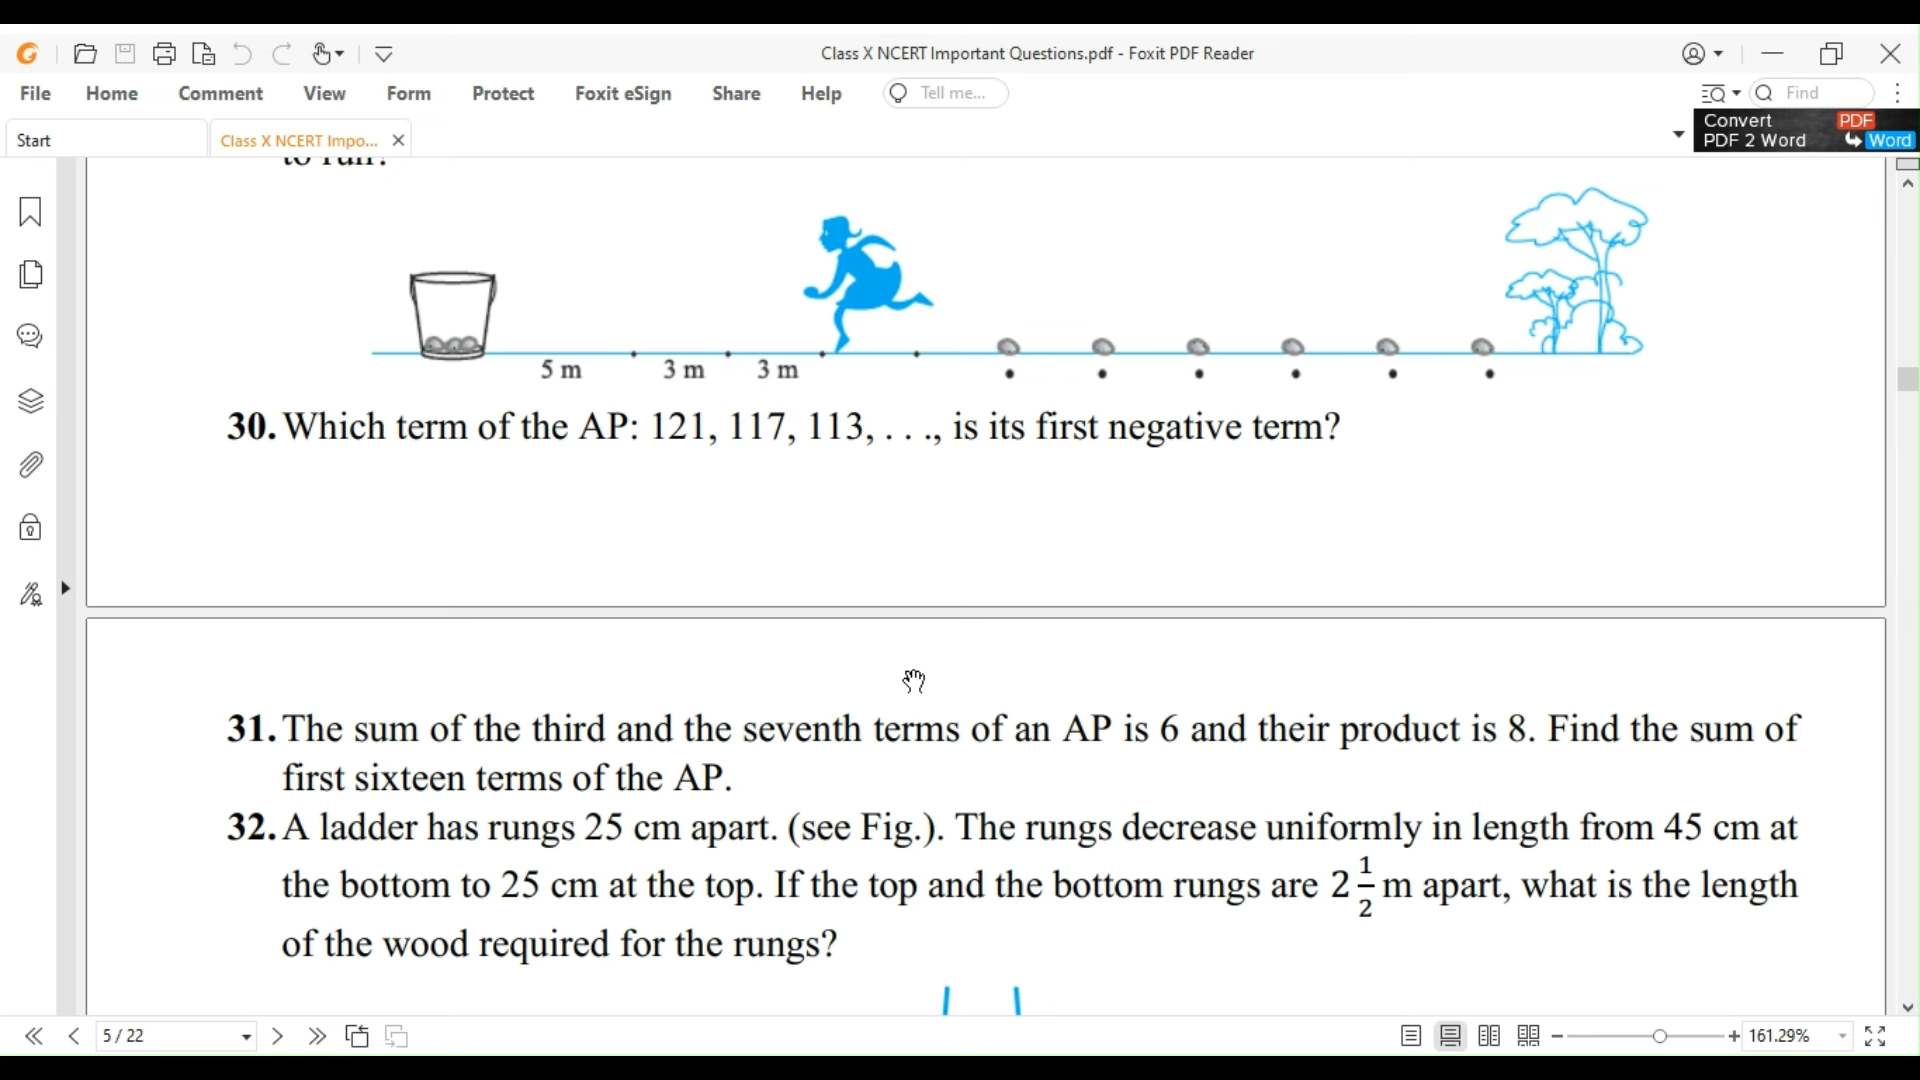 Class X NCERT Important Questions.pdf - Foxit PDF Reader
File Home Comment View Form Protect Foxit eSign Share Help Tell me... Find
Start Class X NCERT Impo...
Convert PDF
PDF 2 Word Word
to run?
5 m 3 m 3 m
30. Which term of the AP: 121, 117, 113, . . ., is its first negative term?
31. The sum of the third and the seventh terms of an AP is 6 and their product is 8. Find the sum of
first sixteen terms of the AP.
32. A ladder has rungs 25 cm apart. (see Fig.). The rungs decrease uniformly in length from 45 cm at
the bottom to 25 cm at the top. If the top and the bottom rungs are 2 1/2 m apart, what is the length
of the wood required for the rungs?
5 / 22 161.29%